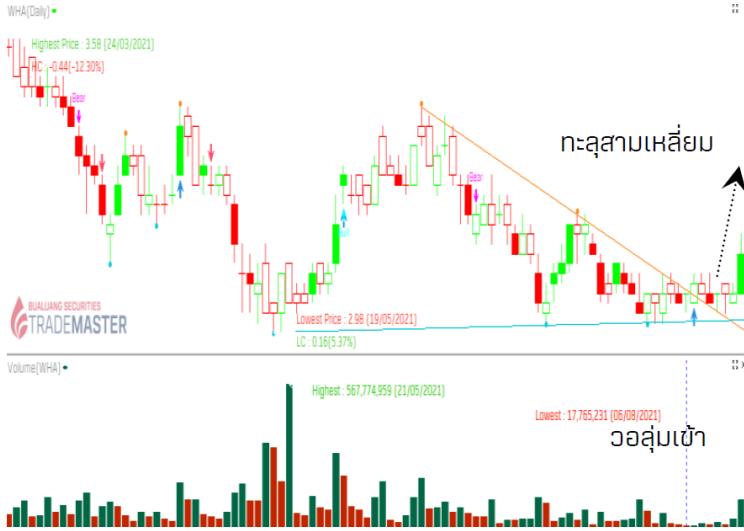 WHA(Daily)
Highest Price : 3.58 (24/03/2021)
HC : -0.44(-12.30%)
Bear
ทะลุสามเหลี่ยม
Bear
Bull
BUALUANG SECURITIES
TRADEMASTER
Lowest Price : 2.98 (19/05/2021)
LC : 0.16(5.37%)
Volume(WHA)
Highest : 567,774,959 (21/05/2021)
Lowest : 17,765,231 (06/08/2021)
วอลุ่มเข้า